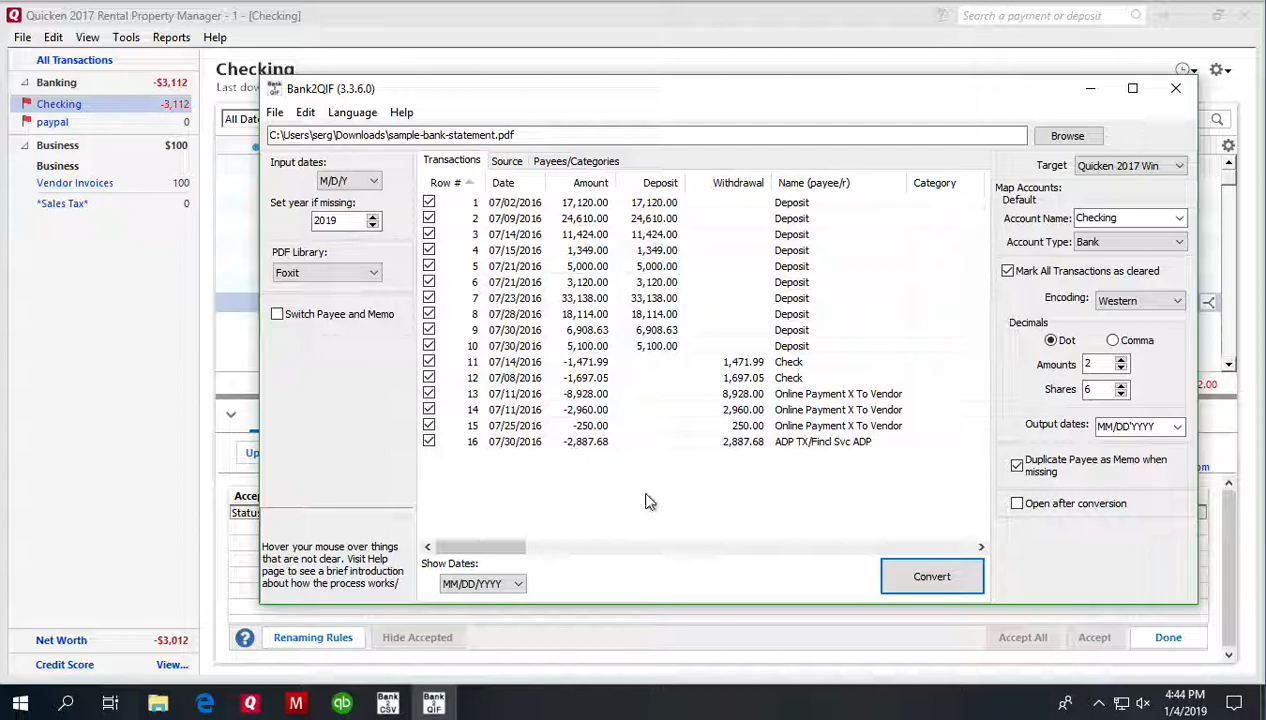 Quicken 2017 Rental Property Manager - 1 - [Checking]
Search a payment or deposit
File Edit View Tools Reports Help
All Transactions
Banking -$3,112
Checking -3,112
paypal 0
Business $100
Business
Vendor Invoices 100
*Sales Tax* 0
Net Worth -$3,012
Credit Score View...
Checking
Bank2QIF (3.3.6.0)
File Edit Language Help
C:\Users\serg\Downloads\sample-bank-statement.pdf
Browse
Input dates:
M/D/Y
Set year if missing:
2019
PDF Library:
Foxit
Switch Payee and Memo
Hover your mouse over things
that are not clear. Visit Help
page to see a brief introduction
about how the process works/
Transactions Source Payees/Categories
Row # Date Amount Deposit Withdrawal Name (payee/r) Category
1 07/02/2016 17,120.00 17,120.00 Deposit
2 07/09/2016 24,610.00 24,610.00 Deposit
3 07/14/2016 11,424.00 11,424.00 Deposit
4 07/15/2016 1,349.00 1,349.00 Deposit
5 07/21/2016 5,000.00 5,000.00 Deposit
6 07/21/2016 3,120.00 3,120.00 Deposit
7 07/23/2016 33,138.00 33,138.00 Deposit
8 07/28/2016 18,114.00 18,114.00 Deposit
9 07/30/2016 6,908.63 6,908.63 Deposit
10 07/30/2016 5,100.00 5,100.00 Deposit
11 07/14/2016 -1,471.99 1,471.99 Check
12 07/08/2016 -1,697.05 1,697.05 Check
13 07/11/2016 -8,928.00 8,928.00 Online Payment X To Vendor
14 07/11/2016 -2,960.00 2,960.00 Online Payment X To Vendor
15 07/25/2016 -250.00 250.00 Online Payment X To Vendor
16 07/30/2016 -2,887.68 2,887.68 ADP TX/Fincl Svc ADP
Show Dates:
MM/DD/YYYY
Convert
Target Quicken 2017 Win
Map Accounts:
Default
Account Name: Checking
Account Type: Bank
Mark All Transactions as cleared
Encoding: Western
Decimals
Dot Comma
Amounts 2
Shares 6
Output dates: MM/DD'YYYY
Duplicate Payee as Memo when
missing
Open after conversion
Renaming Rules Hide Accepted Accept All Accept Done
Bank 2 CSV
Bank 2 QIF
4:44 PM
1/4/2019